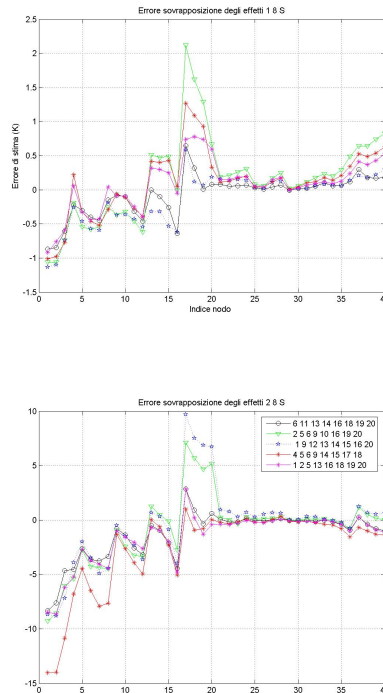 Errore sovrapposizione degli effetti 1 8 S
2.5
2
1.5
1
0.5
0
-0.5
-1
-1.5
Errore di stima (K)
0 5 10 15 20 25 30 35 4
Indice nodo
Errore sovrapposizione degli effetti 2 8 S
10
5
0
-5
-10
-15
6 11 13 14 16 18 19 20
2 5 6 9 10 16 19 20
1 9 12 13 14 15 16 20
4 5 6 9 14 15 17 18
1 2 5 13 16 18 19 20
0 5 10 15 20 25 30 35 4